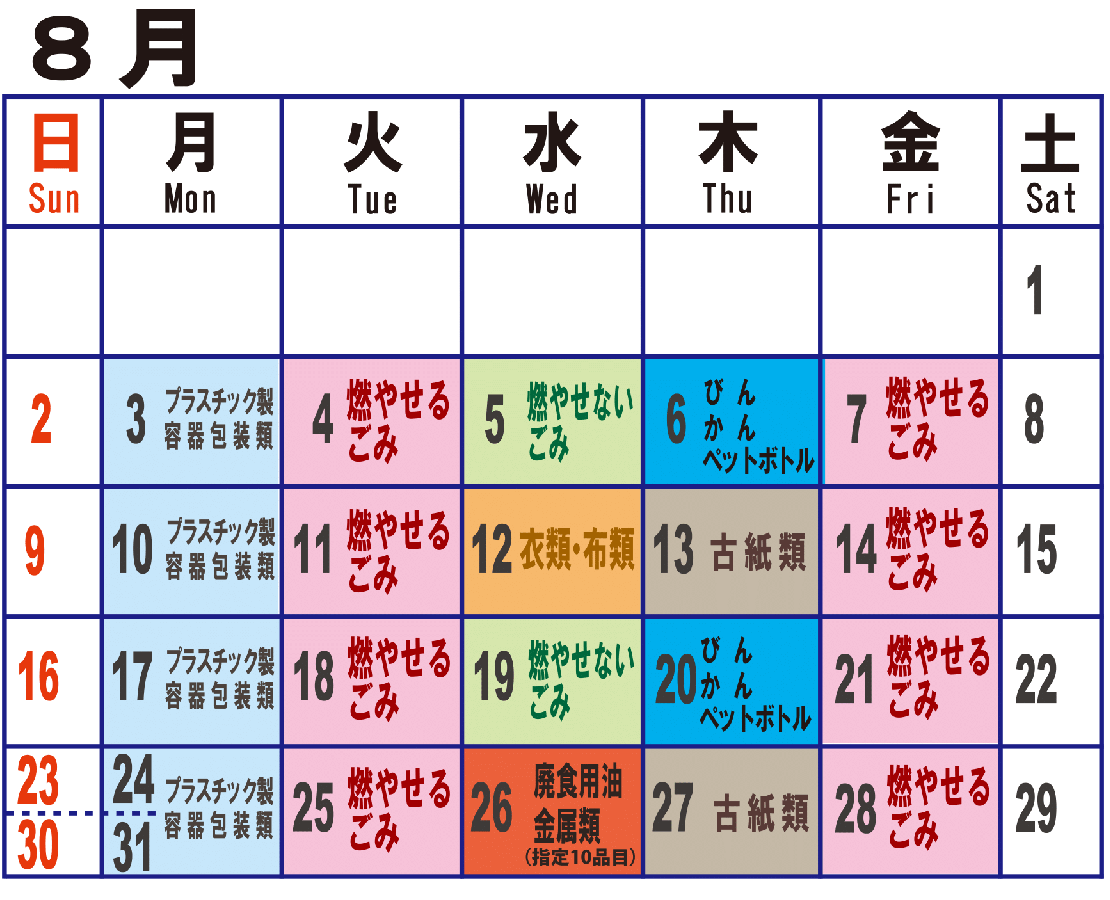 8月
日 月 火 水 木 金 土
Sun Mon Tue Wed Thu Fri Sat
1
2
3 プラスチック製
容器包装類
4 燃やせる
ごみ
5 燃やせない
ごみ
6 びん
かん
ペットボトル
7 燃やせる
ごみ
8
9
10 プラスチック製
容器包装類
11 燃やせる
ごみ
12 衣類・布類
13 古紙類
14 燃やせる
ごみ
15
16
17 プラスチック製
容器包装類
18 燃やせる
ごみ
19 燃やせない
ごみ
20 びん
かん
ペットボトル
21 燃やせる
ごみ
22
23
30
24
31
プラスチック製
容器包装類
25 燃やせる
ごみ
26 廃食用油
金属類
(指定10品目)
27 古紙類
28 燃やせる
ごみ
29